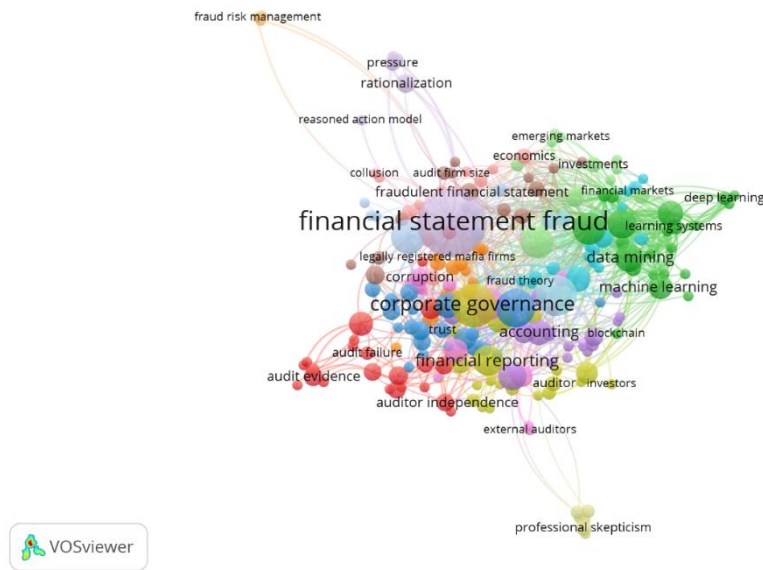 fraud risk management
pressure
rationalization
reasoned action model
emerging markets
economics
collusion
audit firm size
investments
fraudulent financial statement
financial markets
deep learning
financial statement fraud
learning systems
legally registered mafia firms
data mining
corruption
fraud theory
machine learning
corporate governance
trust
accounting
blockchain
audit failure
financial reporting
audit evidence
auditor
investors
auditor independence
external auditors
professional skepticism
VOSviewer